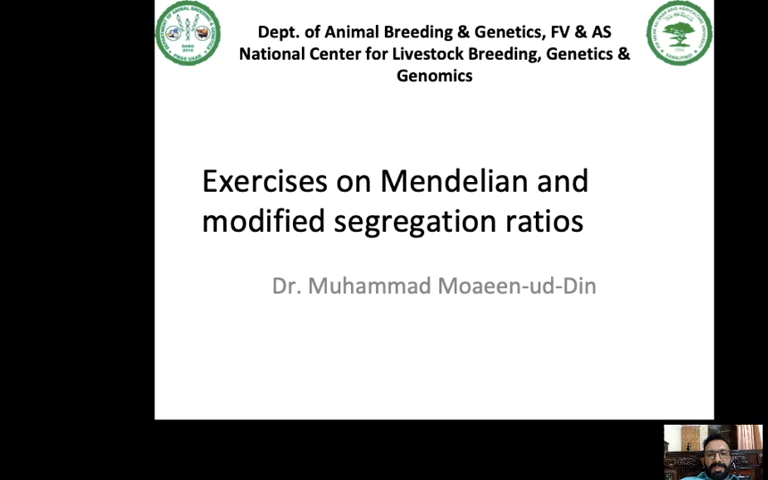 Dept. of Animal Breeding & Genetics, FV & AS
National Center for Livestock Breeding, Genetics &
Genomics
Exercises on Mendelian and
modified segregation ratios
Dr. Muhammad Moaeen-ud-Din